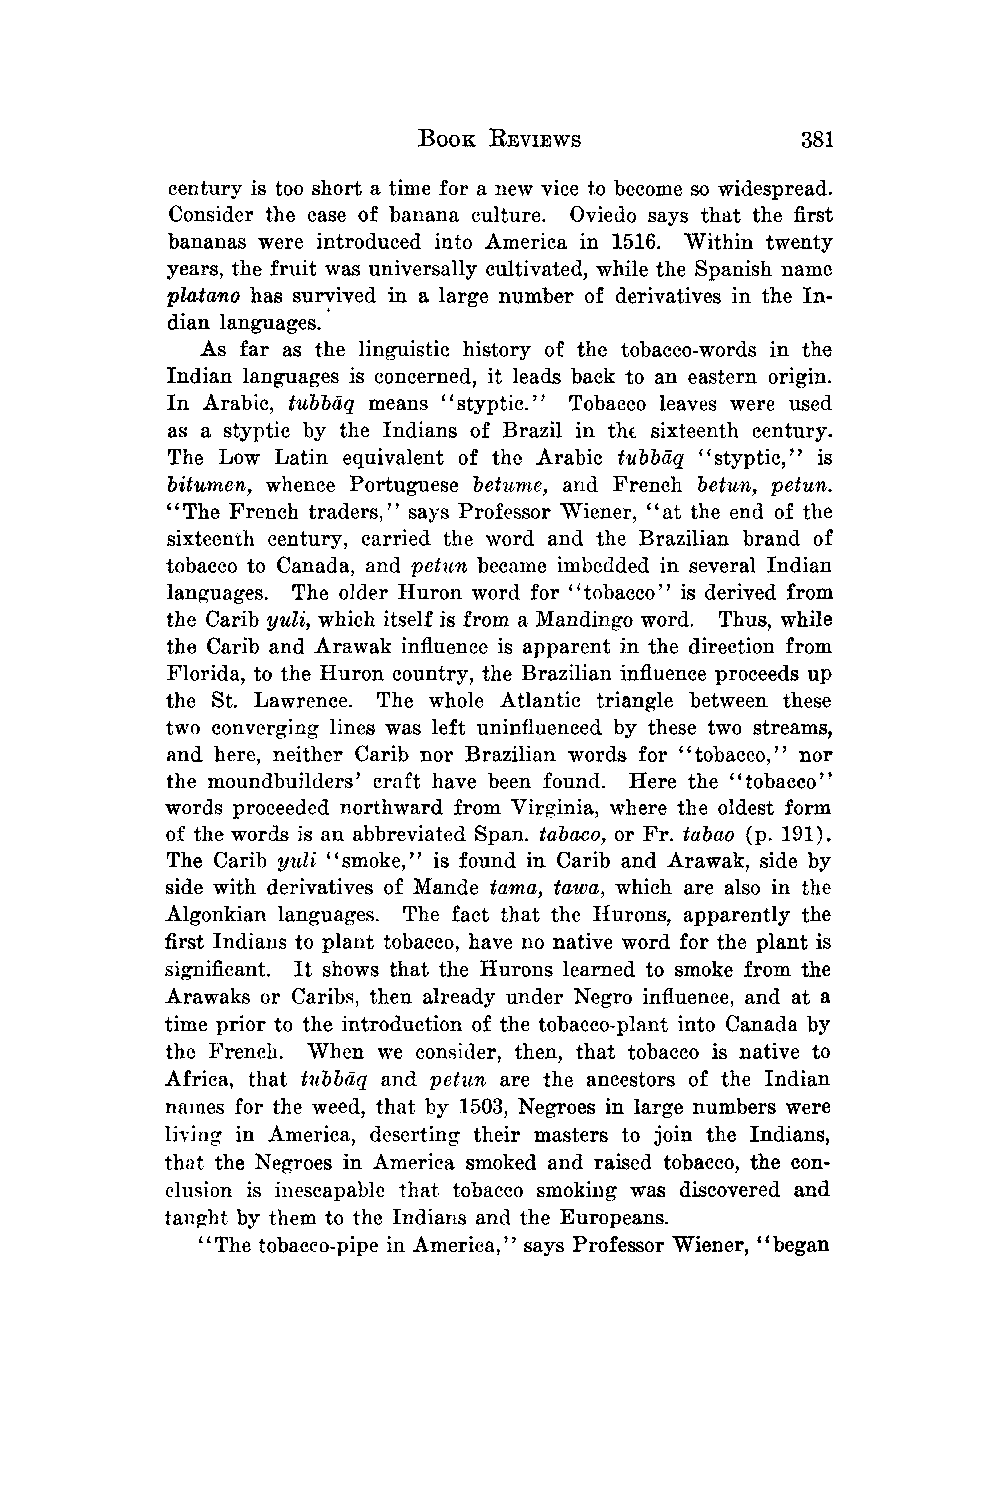 BOOK REVIEWS 381
century is too short a time for a new vice to become so widespread.
Consider the case of banana culture. Oviedo says that the first
bananas were introduced into America in 1516. Within twenty
years, the fruit was universally cultivated, while the Spanish name
platano has survived in a large number of derivatives in the In-
dian languages.
As far as the linguistic history of the tobacco-words in the
Indian languages is concerned, it leads back to an eastern origin.
In Arabic, tubbāq means "styptic." Tobacco leaves were used
as a styptic by the Indians of Brazil in the sixteenth century.
The Low Latin equivalent of the Arabic tubbāq "styptic," is
bitumen, whence Portuguese betume, and French betun, petun.
"The French traders," says Professor Wiener, "at the end of the
sixteenth century, carried the word and the Brazilian brand of
tobacco to Canada, and petun became imbedded in several Indian
languages. The older Huron word for "tobacco" is derived from
the Carib yuli, which itself is from a Mandingo word. Thus, while
the Carib and Arawak influence is apparent in the direction from
Florida, to the Huron country, the Brazilian influence proceeds up
the St. Lawrence. The whole Atlantic triangle between these
two converging lines was left uninfluenced by these two streams,
and here, neither Carib nor Brazilian words for "tobacco," nor
the moundbuilders' craft have been found. Here the "tobacco"
words proceeded northward from Virginia, where the oldest form
of the words is an abbreviated Span. tabaco, or Fr. tabao (p. 191).
The Carib yuli "smoke," is found in Carib and Arawak, side by
side with derivatives of Mande tama, tawa, which are also in the
Algonkian languages. The fact that the Hurons, apparently the
first Indians to plant tobacco, have no native word for the plant is
significant. It shows that the Hurons learned to smoke from the
Arawaks or Caribs, then already under Negro influence, and at a
time prior to the introduction of the tobacco-plant into Canada by
the French. When we consider, then, that tobacco is native to
Africa, that tubbāq and petun are the ancestors of the Indian
names for the weed, that by 1503, Negroes in large numbers were
living in America, deserting their masters to join the Indians,
that the Negroes in America smoked and raised tobacco, the con-
clusion is inescapable that tobacco smoking was discovered and
taught by them to the Indians and the Europeans.
"The tobacco-pipe in America," says Professor Wiener, "began